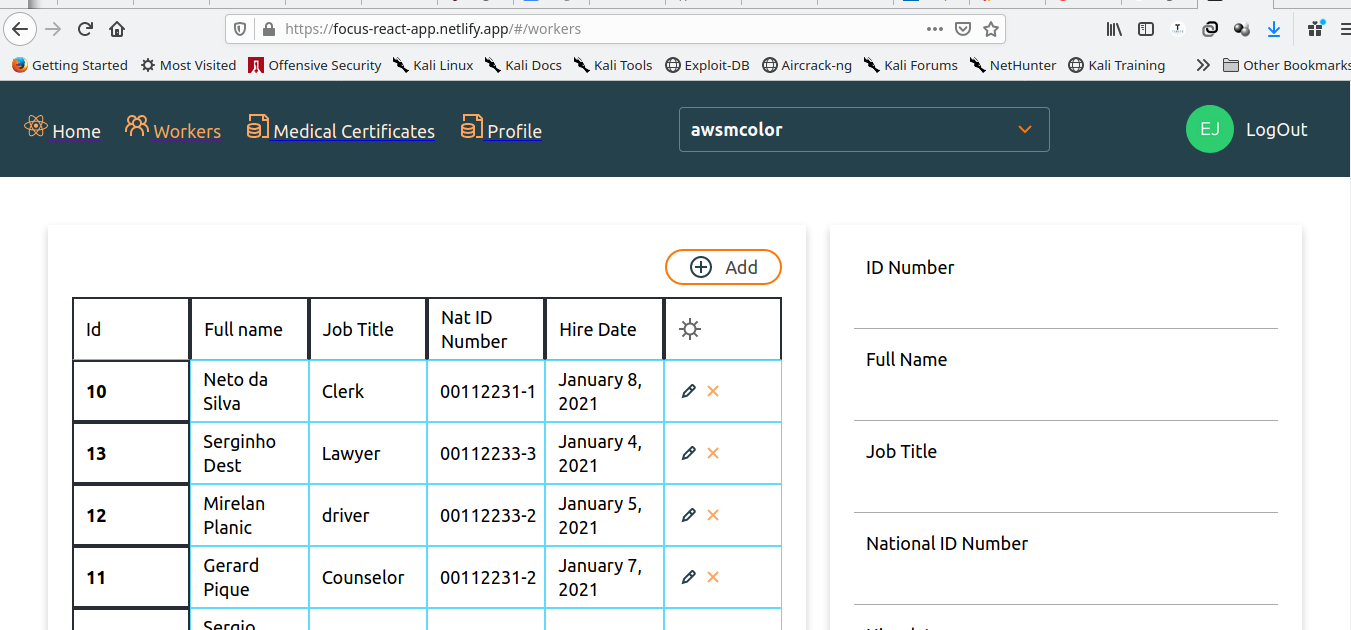 https://focus-react-app.netlify.app/#/workers
Getting Started Most Visited Offensive Security Kali Linux Kali Docs Kali Tools Exploit-DB Aircrack-ng Kali Forums NetHunter Kali Training Other Bookmarks
Home Workers Medical Certificates Profile awsmcolor EJ LogOut
Add
Id Full name Job Title Nat ID Number Hire Date
10 Neto da Silva Clerk 00112231-1 January 8, 2021
13 Serginho Dest Lawyer 00112233-3 January 4, 2021
12 Mirelan Planic driver 00112233-2 January 5, 2021
11 Gerard Pique Counselor 00112231-2 January 7, 2021
Sergio
ID Number
Full Name
Job Title
National ID Number